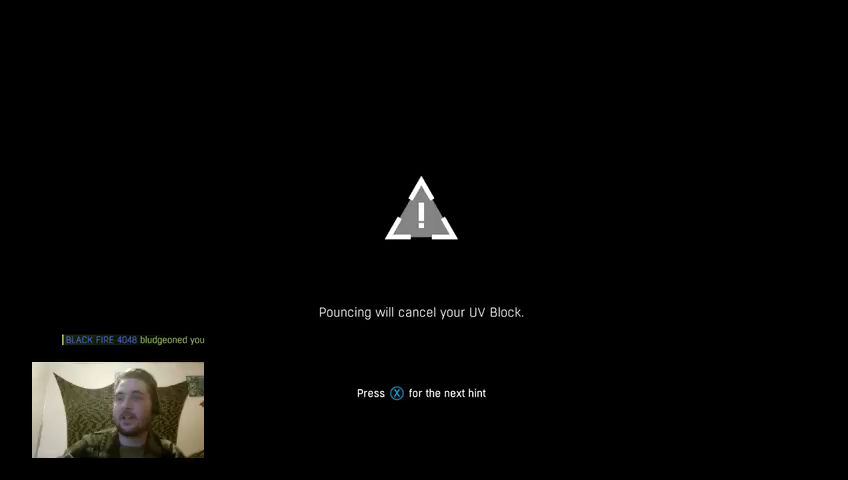 Pouncing will cancel your UV Block.
BLACK FIRE 4048 bludgeoned you
Press X for the next hint